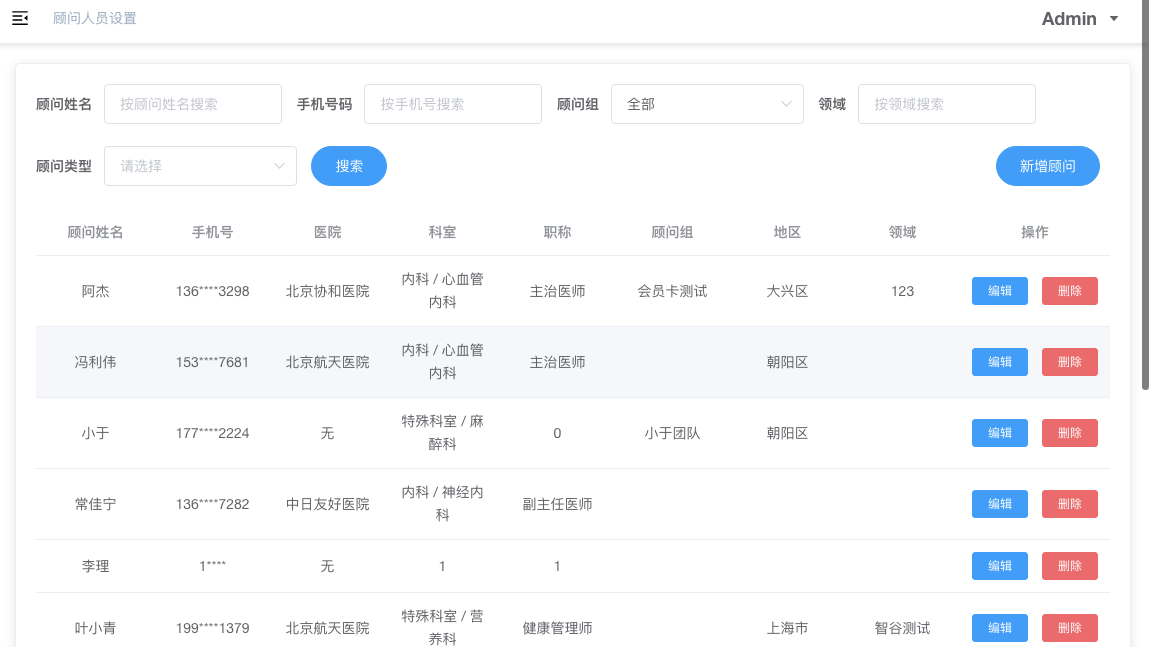 顾问人员设置
Admin
顾问姓名 按顾问姓名搜索 手机号码 按手机号搜索 顾问组 全部 领域 按领域搜索
顾问类型 请选择 搜索 新增顾问
顾问姓名 手机号 医院 科室 职称 顾问组 地区 领域 操作
阿杰 136****3298 北京协和医院 内科 / 心血管 主治医师 会员卡测试 大兴区 123 编辑 删除
内科
冯利伟 153****7681 北京航天医院 内科 / 心血管 主治医师 朝阳区 编辑 删除
内科
小于 177****2224 无 特殊科室 / 麻 0 小于团队 朝阳区 编辑 删除
醉科
常佳宁 136****7282 中日友好医院 内科 / 神经内 副主任医师 编辑 删除
科
李理 1**** 无 1 1 编辑 删除
叶小青 199****1379 北京航天医院 特殊科室 / 营 健康管理师 上海市 智谷测试 编辑 删除
养科